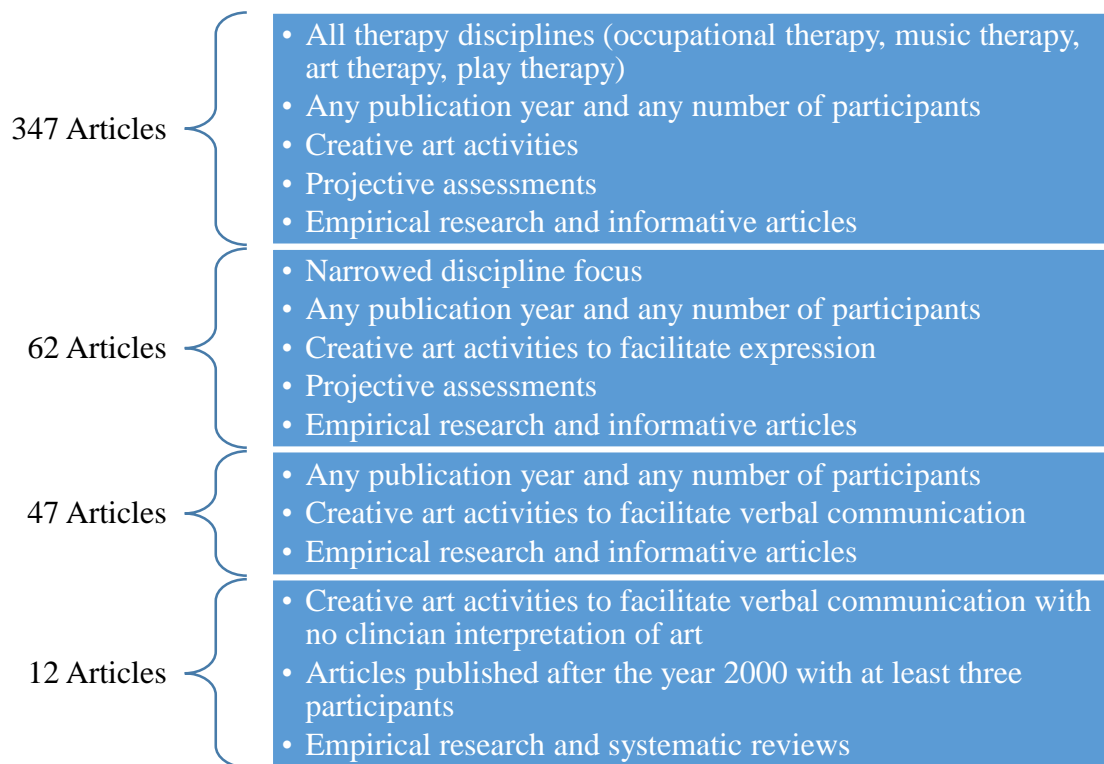 347 Articles
• All therapy disciplines (occupational therapy, music therapy,
art therapy, play therapy)
• Any publication year and any number of participants
• Creative art activities
• Projective assessments
• Empirical research and informative articles
62 Articles
• Narrowed discipline focus
• Any publication year and any number of participants
• Creative art activities to facilitate expression
• Projective assessments
• Empirical research and informative articles
47 Articles
• Any publication year and any number of participants
• Creative art activities to facilitate verbal communication
• Empirical research and informative articles
12 Articles
• Creative art activities to facilitate verbal communication with
no clincian interpretation of art
• Articles published after the year 2000 with at least three
participants
• Empirical research and systematic reviews